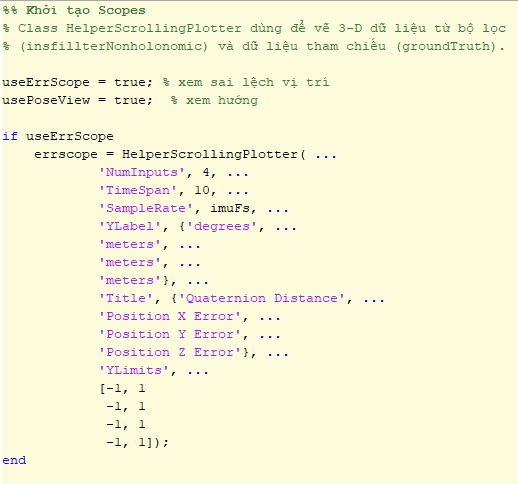 %% Khởi tạo Scopes
% Class HelperScrollingPlotter dùng để vẽ 3-D dữ liệu từ bộ lọc
% (insfillterNonholonomic) và dữ liệu tham chiếu (groundTruth).
useErrScope = true; % xem sai lệch vị trí
usePoseView = true;  % xem hướng
if useErrScope
    errscope = HelperScrollingPlotter( ...
            'NumInputs', 4, ...
            'TimeSpan', 10, ...
            'SampleRate', imuFs, ...
            'YLabel', {'degrees', ...
            'meters', ...
            'meters', ...
            'meters'}, ...
            'Title', {'Quaternion Distance', ...
            'Position X Error', ...
            'Position Y Error', ...
            'Position Z Error'}, ...
            'YLimits', ...
            [-1, 1
             -1, 1
             -1, 1
             -1, 1]);
end